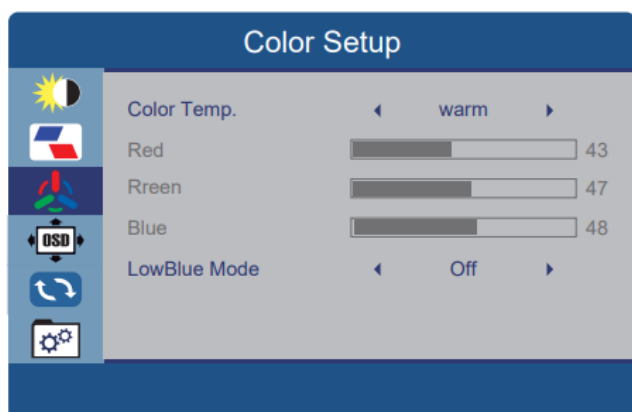 Color Setup
Color Temp. warm
Red 43
Rreen 47
Blue 48
OSD
LowBlue Mode Off